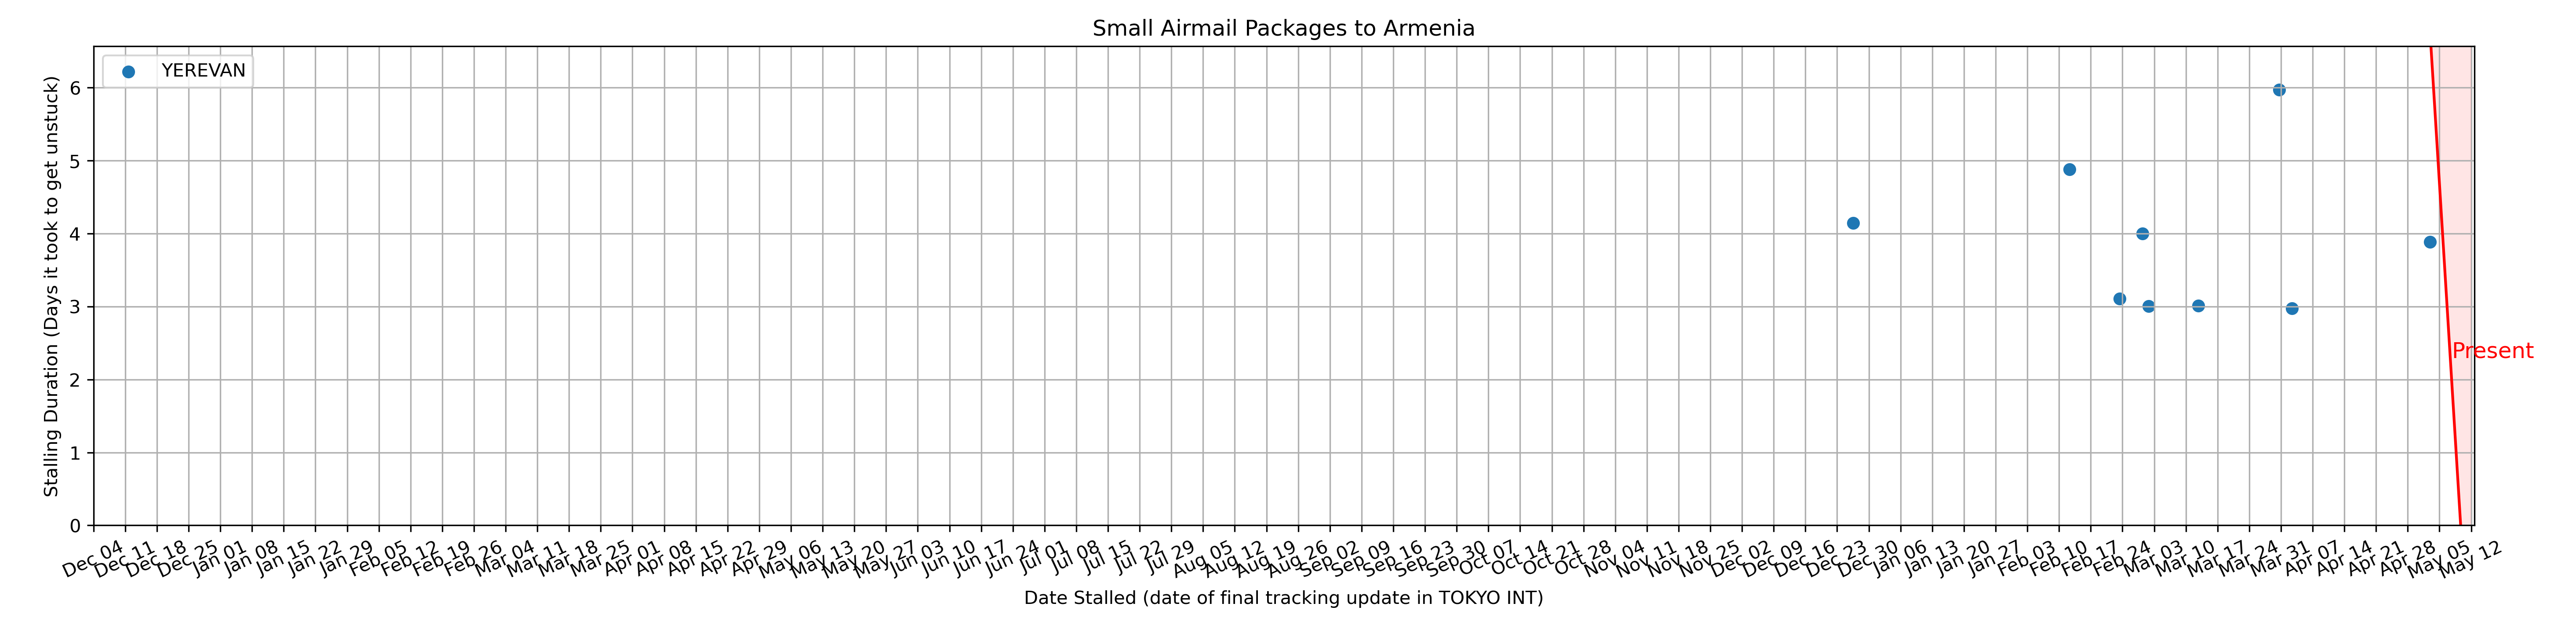 Small Airmail Packages to Armenia
YEREVAN
Stalling Duration (Days it took to get unstuck)
6
5
4
3
2
1
0
Present
Dec 04 Dec 11 Dec 18 Dec 25 Jan 01 Jan 08 Jan 15 Jan 22 Jan 29 Feb 05 Feb 12 Feb 19 Feb 26 Mar 04 Mar 11 Mar 18 Mar 25 Apr 01 Apr 08 Apr 15 Apr 22 Apr 29 May 06 May 13 May 20 May 27 Jun 03 Jun 10 Jun 17 Jun 24 Jul 01 Jul 08 Jul 15 Jul 22 Jul 29 Aug 05 Aug 12 Aug 19 Aug 26 Sep 02 Sep 09 Sep 16 Sep 23 Sep 30 Oct 07 Oct 14 Oct 21 Oct 28 Nov 04 Nov 11 Nov 18 Nov 25 Dec 02 Dec 09 Dec 16 Dec 23 Dec 30 Jan 06 Jan 13 Jan 20 Jan 27 Feb 03 Feb 10 Feb 17 Feb 24 Mar 03 Mar 10 Mar 17 Mar 24 Mar 31 Apr 07 Apr 14 Apr 21 Apr 28 May 05 May 12
Date Stalled (date of final tracking update in TOKYO INT)